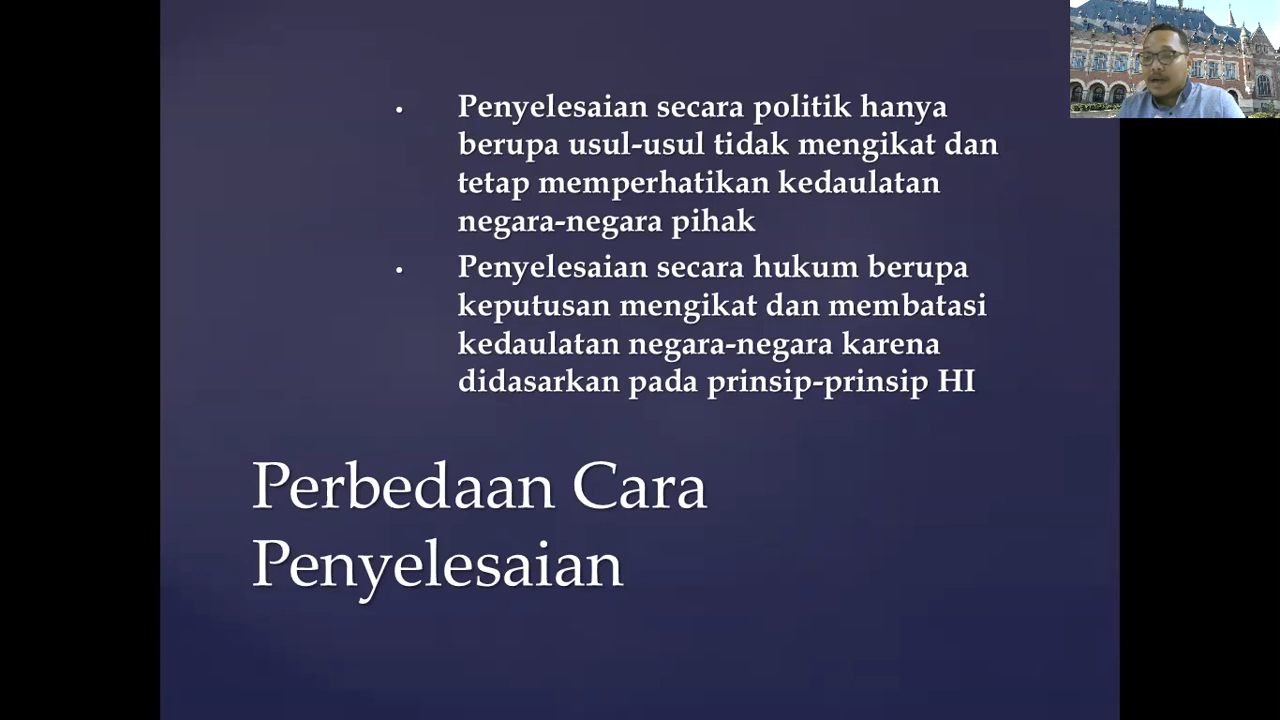 Penyelesaian secara politik hanya
berupa usul-usul tidak mengikat dan
tetap memperhatikan kedaulatan
negara-negara pihak
Penyelesaian secara hukum berupa
keputusan mengikat dan membatasi
kedaulatan negara-negara karena
didasarkan pada prinsip-prinsip HI
Perbedaan Cara
Penyelesaian